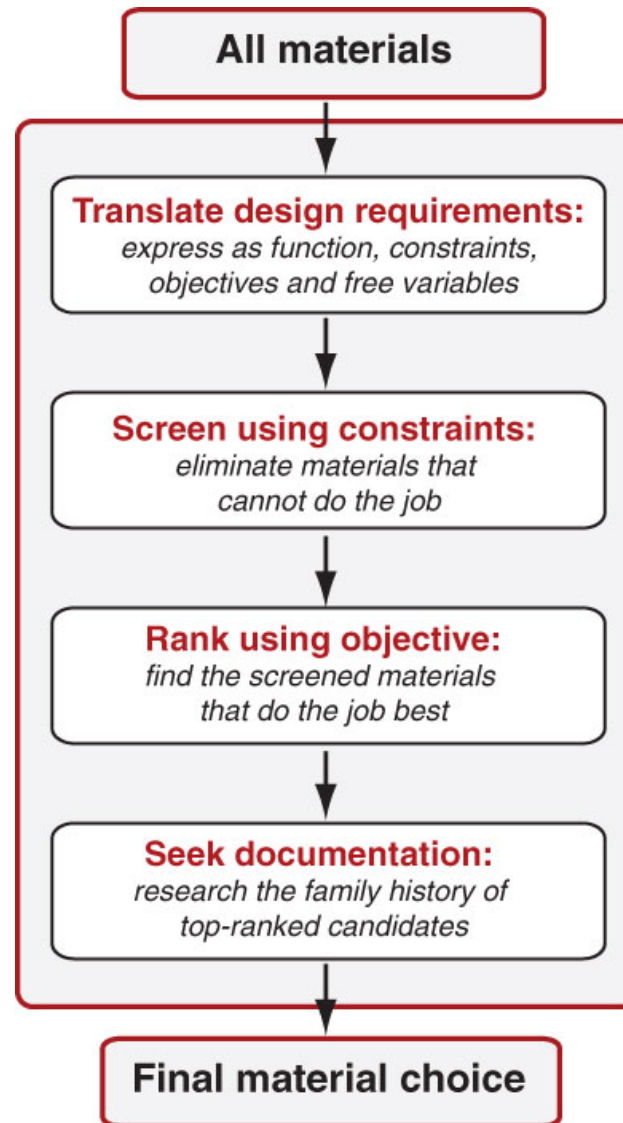 All materials
Translate design requirements:
express as function, constraints,
objectives and free variables
Screen using constraints:
eliminate materials that
cannot do the job
Rank using objective:
find the screened materials
that do the job best
Seek documentation:
research the family history of
top-ranked candidates
Final material choice